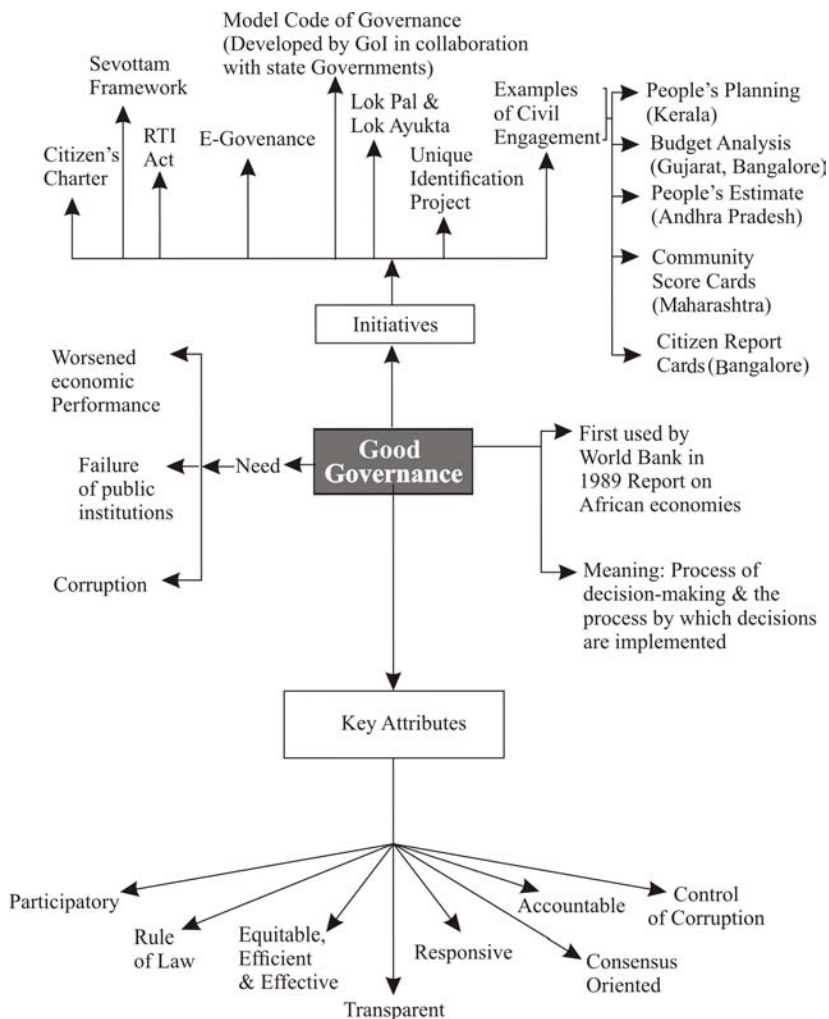 Model Code of Governance
(Developed by GoI in collaboration
with state Governments)
Sevottam
Framework
Citizen's
Charter
RTI
Act
E-Govenance
Lok Pal &
Lok Ayukta
Unique
Identification
Project
Examples
of Civil
Engagement
People's Planning
(Kerala)
Budget Analysis
(Gujarat, Bangalore)
People's Estimate
(Andhra Pradesh)
Community
Score Cards
(Maharashtra)
Citizen Report
Cards (Bangalore)
Initiatives
Worsened
economic
Performance
Failure
of public
institutions
Corruption
Need
Good
Governance
First used by
World Bank in
1989 Report on
African economies
Meaning: Process of
decision-making & the
process by which decisions
are implemented
Key Attributes
Participatory
Rule
of Law
Equitable,
Efficient
& Effective
Transparent
Responsive
Accountable
Consensus
Oriented
Control
of Corruption